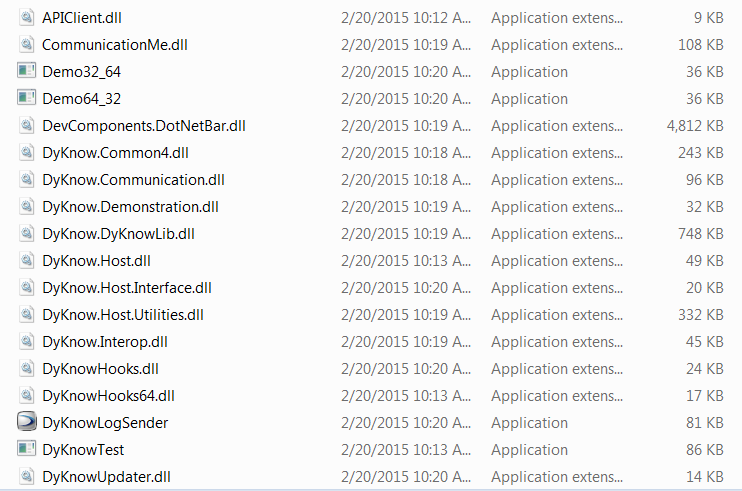 APIClient.dll 2/20/2015 10:12 A... Application extens... 9 KB
CommunicationMe.dll 2/20/2015 10:19 A... Application extens... 108 KB
Demo32_64 2/20/2015 10:20 A... Application 36 KB
Demo64_32 2/20/2015 10:20 A... Application 36 KB
DevComponents.DotNetBar.dll 2/20/2015 10:19 A... Application extens... 4,812 KB
DyKnow.Common4.dll 2/20/2015 10:18 A... Application extens... 243 KB
DyKnow.Communication.dll 2/20/2015 10:18 A... Application extens... 96 KB
DyKnow.Demonstration.dll 2/20/2015 10:19 A... Application extens... 32 KB
DyKnow.DyKnowLib.dll 2/20/2015 10:19 A... Application extens... 748 KB
DyKnow.Host.dll 2/20/2015 10:13 A... Application extens... 49 KB
DyKnow.Host.Interface.dll 2/20/2015 10:20 A... Application extens... 20 KB
DyKnow.Host.Utilities.dll 2/20/2015 10:19 A... Application extens... 332 KB
DyKnow.Interop.dll 2/20/2015 10:19 A... Application extens... 45 KB
DyKnowHooks.dll 2/20/2015 10:20 A... Application extens... 24 KB
DyKnowHooks64.dll 2/20/2015 10:13 A... Application extens... 17 KB
DyKnowLogSender 2/20/2015 10:20 A... Application 81 KB
DyKnowTest 2/20/2015 10:13 A... Application 86 KB
DyKnowUpdater.dll 2/20/2015 10:20 A... Application extens... 14 KB